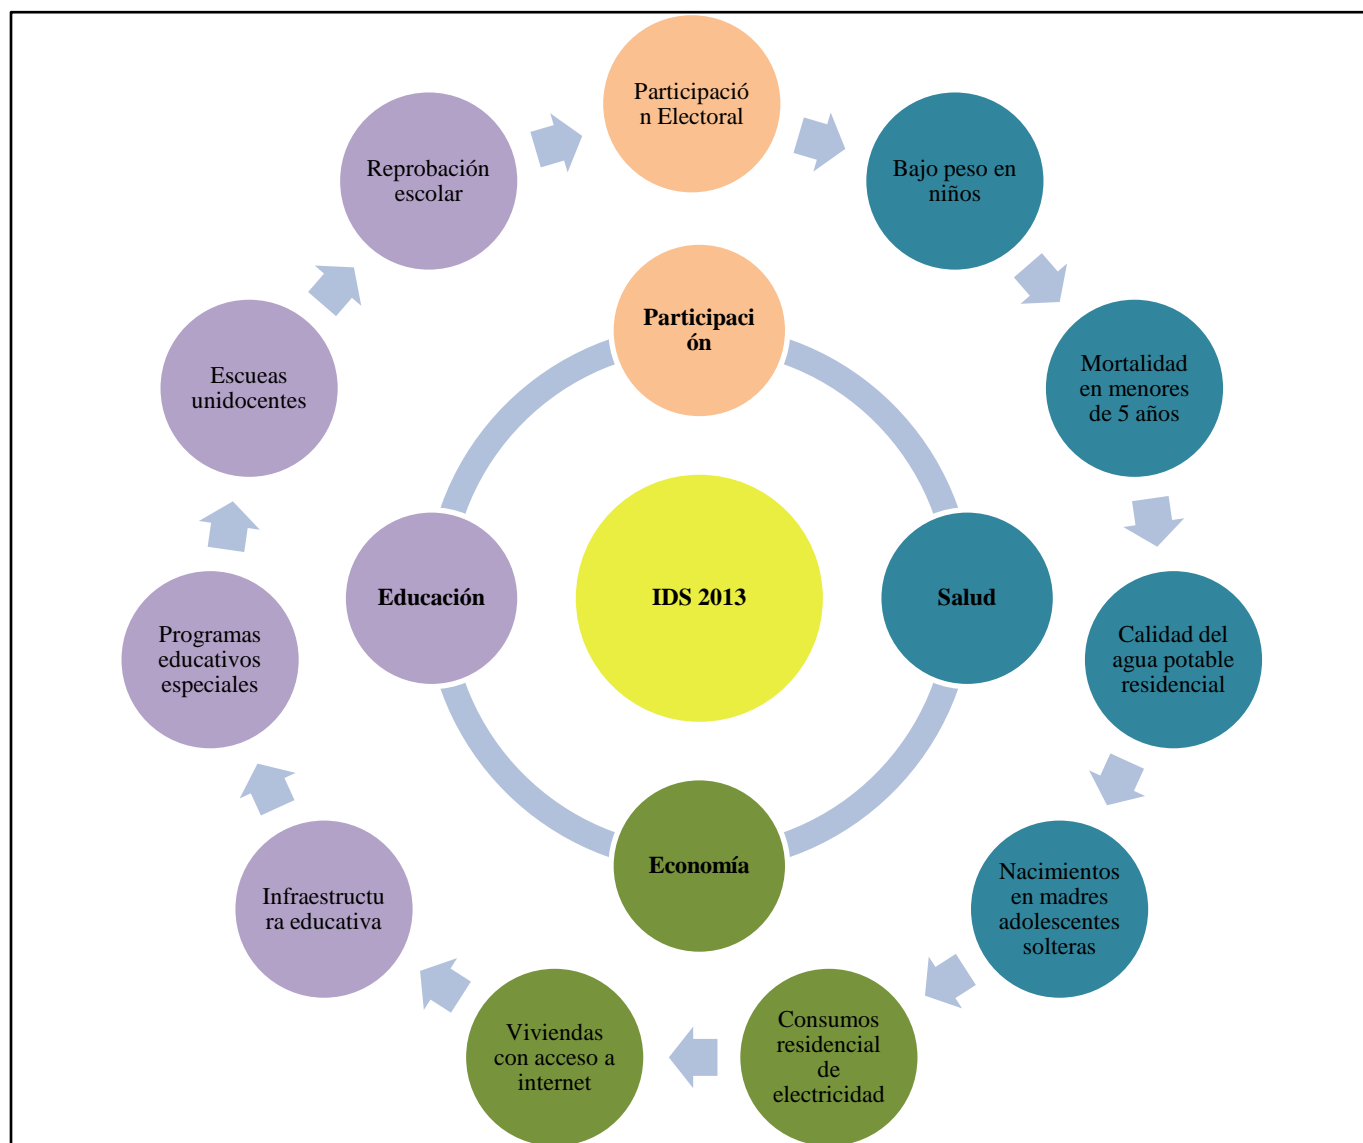 Participació
n Electoral
Bajo peso en
niños
Mortalidad
en menores
de 5 años
Calidad del
agua potable
residencial
Nacimientos
en madres
adolescentes
solteras
Consumos
residencial
de
electricidad
Viviendas
con acceso a
internet
Infraestructu
ra educativa
Programas
educativos
especiales
Escueas
unidocentes
Reprobación
escolar
Participaci
ón
Salud
Economía
Educación
IDS 2013